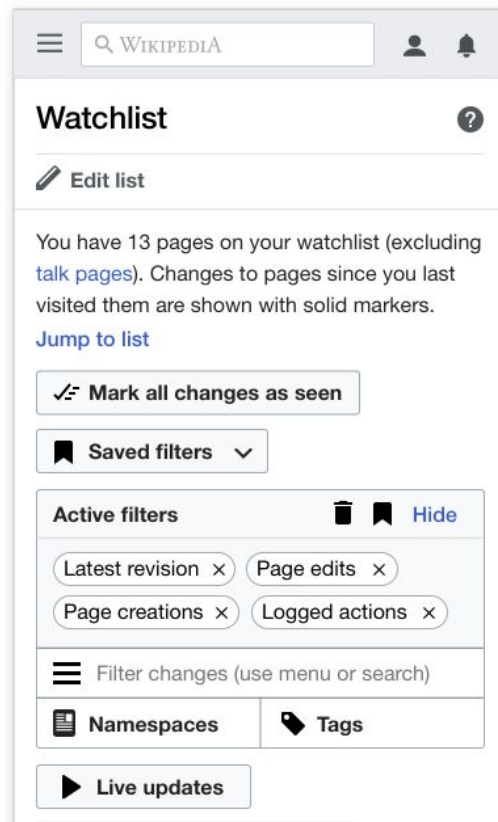 WIKIPEDIA
Watchlist
Edit list
You have 13 pages on your watchlist (excluding
talk pages). Changes to pages since you last
visited them are shown with solid markers.
Jump to list
Mark all changes as seen
Saved filters
Active filters Hide
Latest revision × Page edits ×
Page creations × Logged actions ×
Filter changes (use menu or search)
Namespaces Tags
Live updates